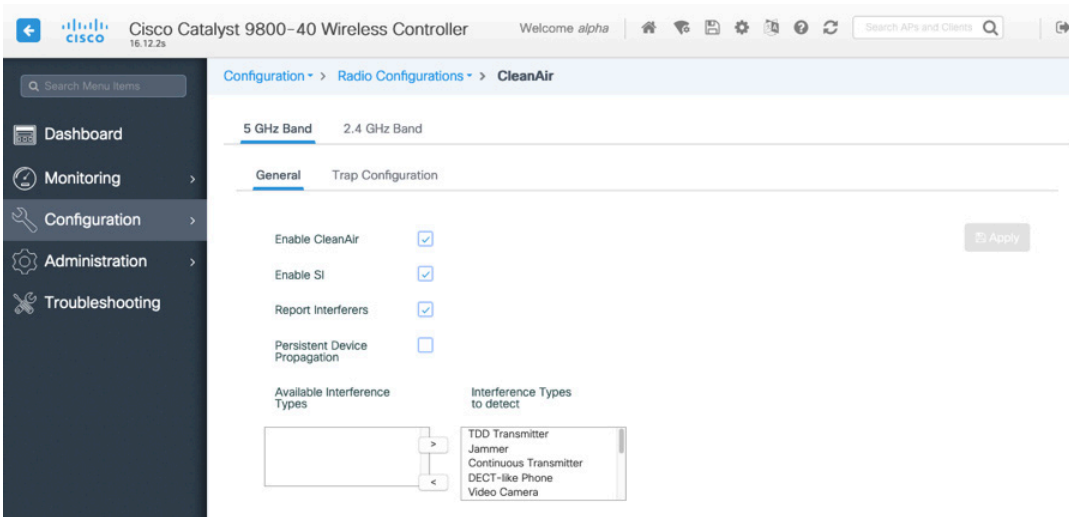 CISCO
Cisco Catalyst 9800-40 Wireless Controller
16.12.2s
Welcome alpha
Search APs and Clients
Search Menu Items
Configuration > Radio Configurations > CleanAir
Dashboard
Monitoring >
Configuration >
Administration >
Troubleshooting
5 GHz Band 2.4 GHz Band
General Trap Configuration
Enable CleanAir
Apply
Enable SI
Report Interferers
Persistent Device
Propagation
Available Interference
Types
Interference Types
to detect
>
<
TDD Transmitter
Jammer
Continuous Transmitter
DECT-like Phone
Video Camera